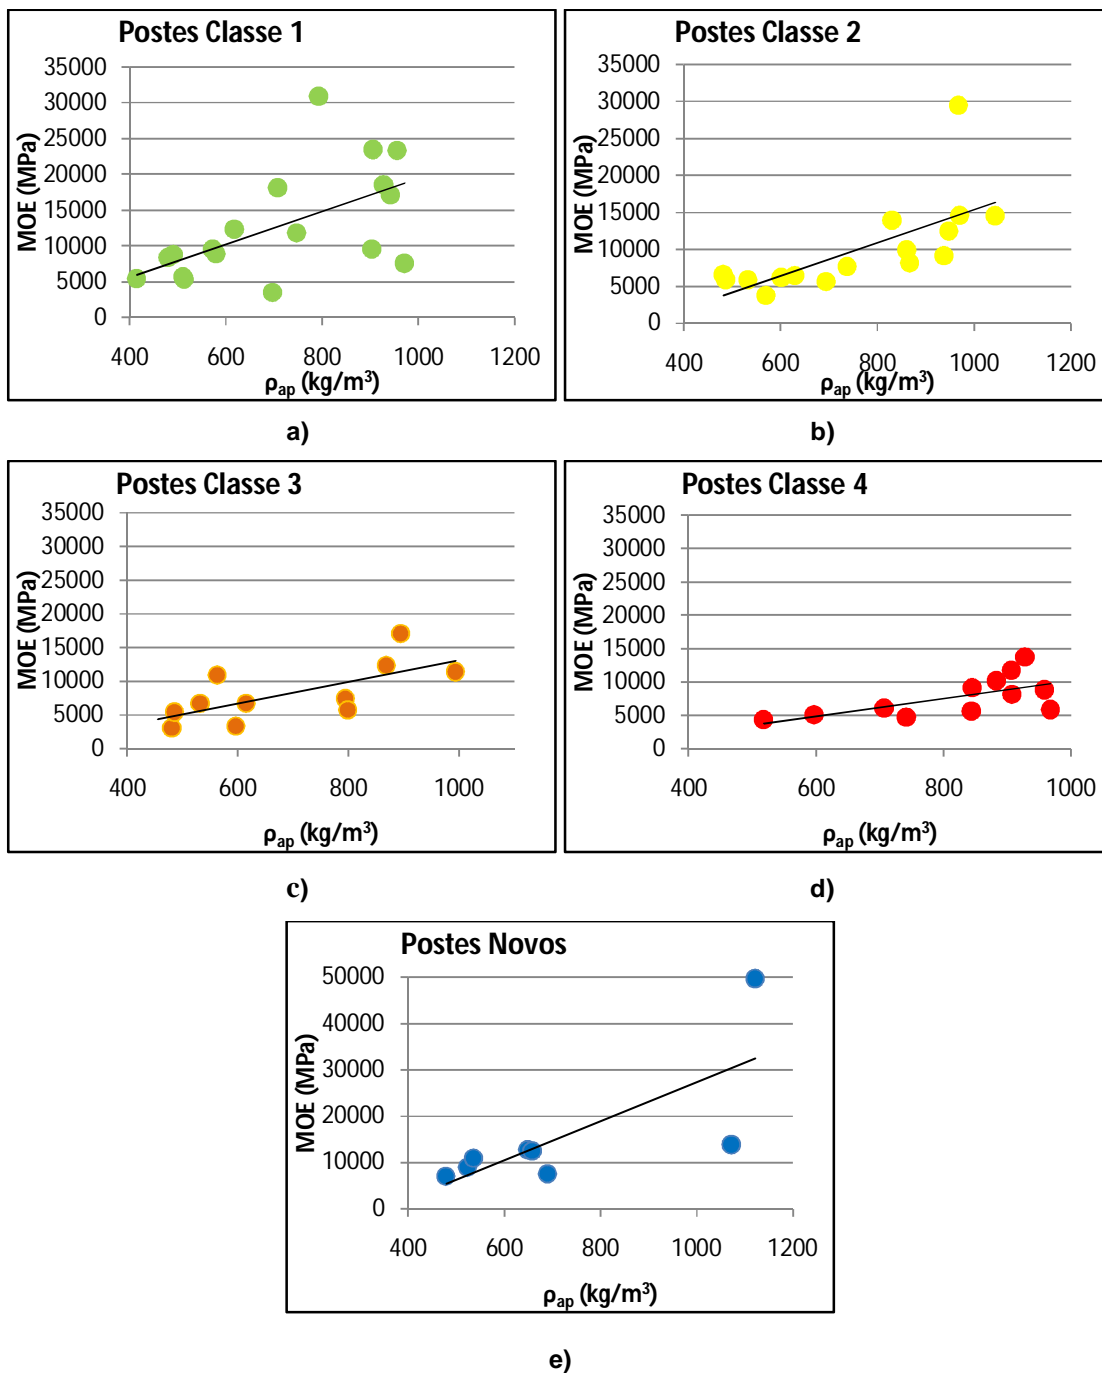 Postes Classe 1
MOE (MPa)
35000
30000
25000
20000
15000
10000
5000
0
400 600 800 1000 1200
ρap (kg/m³)
a)
Postes Classe 2
MOE (MPa)
35000
30000
25000
20000
15000
10000
5000
0
400 600 800 1000 1200
ρap (kg/m³)
b)
Postes Classe 3
MOE (MPa)
35000
30000
25000
20000
15000
10000
5000
0
400 600 800 1000
ρap (kg/m³)
c)
Postes Classe 4
MOE (MPa)
35000
30000
25000
20000
15000
10000
5000
0
400 600 800 1000
ρap (kg/m³)
d)
Postes Novos
MOE (MPa)
50000
40000
30000
20000
10000
0
400 600 800 1000 1200
ρap (kg/m³)
e)